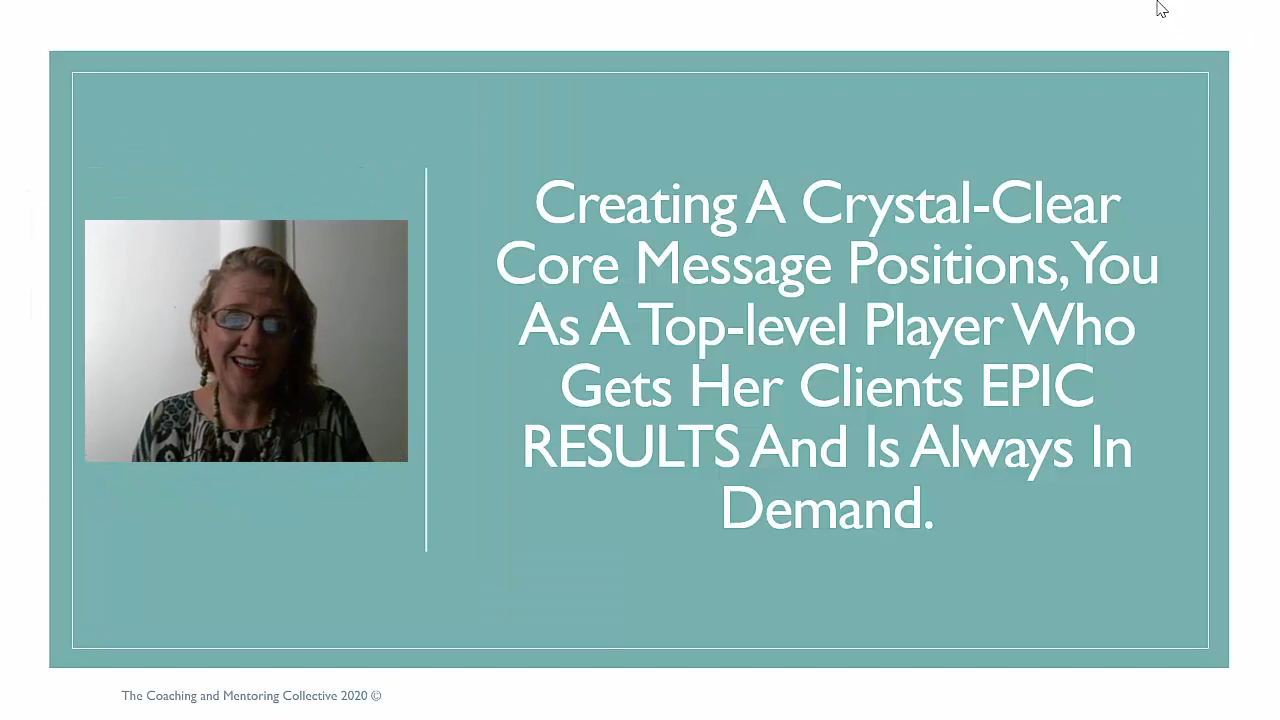 Creating A Crystal-Clear
Core Message Positions, You
As A Top-level Player Who
Gets Her Clients EPIC
RESULTS And Is Always In
Demand.
The Coaching and Mentoring Collective 2020 ©